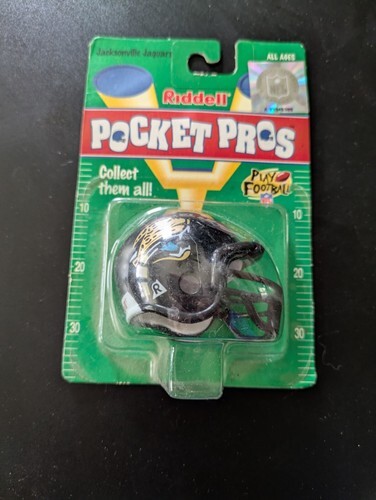 Jacksonville Jaguars
ALL AGES
Riddell
POCKET PROS
Collect
them all!
PLAY
FOOTBALL
10
10
20
20
30
30
R